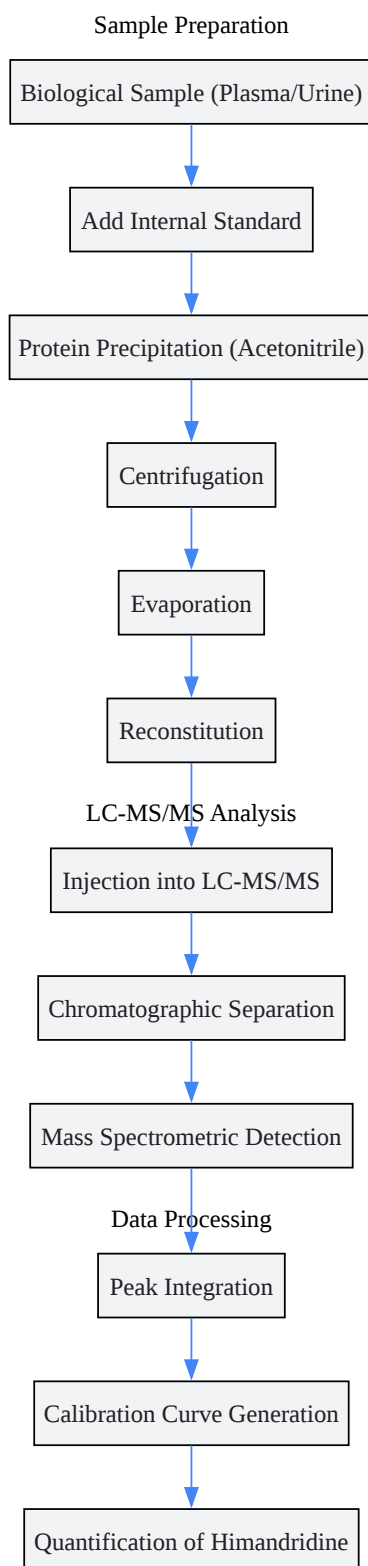 Sample Preparation
Biological Sample (Plasma/Urine)
Add Internal Standard
Protein Precipitation (Acetonitrile)
Centrifugation
Evaporation
Reconstitution
LC-MS/MS Analysis
Injection into LC-MS/MS
Chromatographic Separation
Mass Spectrometric Detection
Data Processing
Peak Integration
Calibration Curve Generation
Quantification of Himandridine